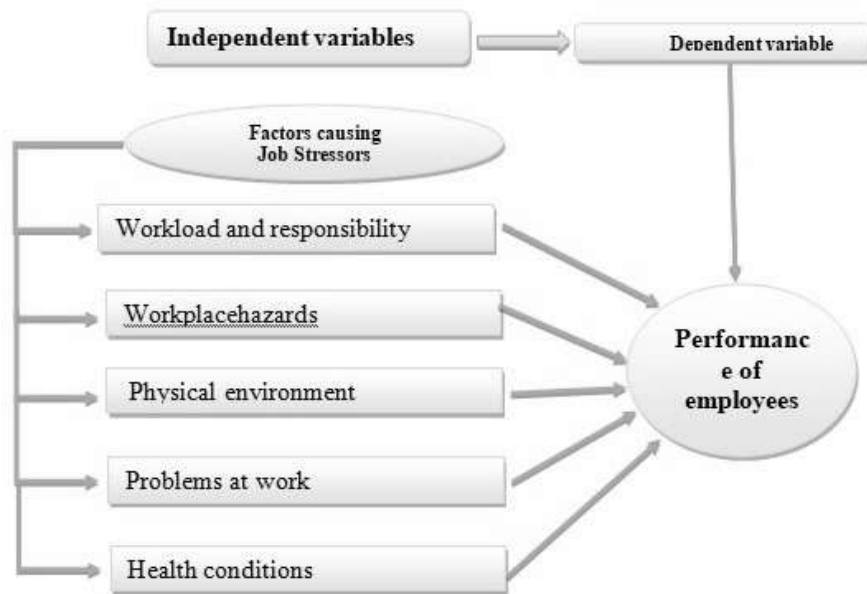 Independent variables
Dependent variable
Factors causing
Job Stressors
Workload and responsibility
Workplacehazards
Physical environment
Problems at work
Health conditions
Performanc
e of
employees